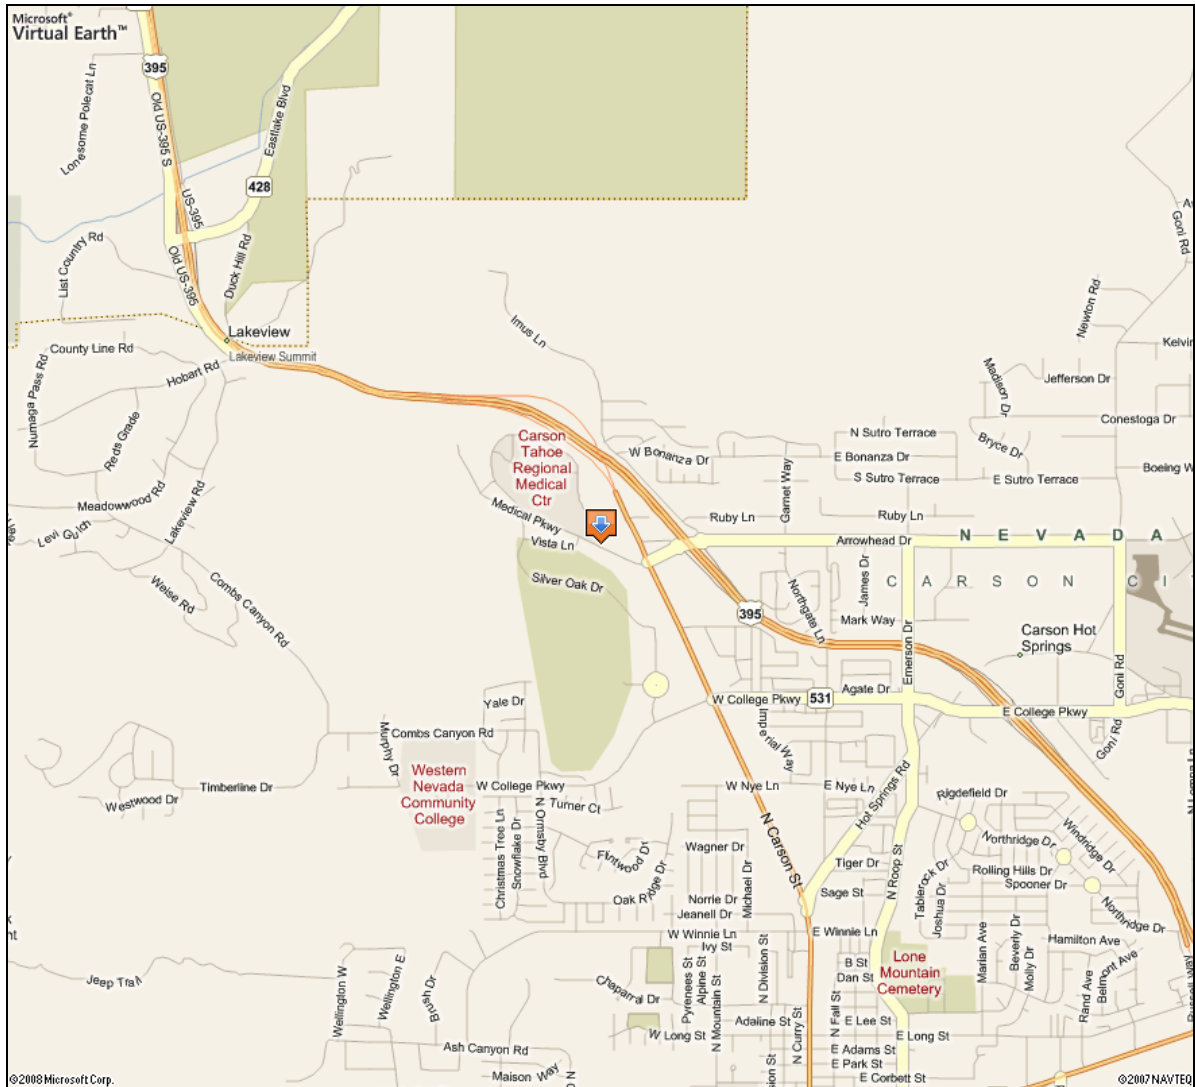 Microsoft®
Virtual Earth™
395
Lonesome Polecat Ln
Old US-395 S
Eastlake Blvd
428
US-395
Goni Rd
List Country Rd
Old US-395
Duck Hill Rd
Newton Rd
Imus Ln
Lakeview
Lakeview Summit
County Line Rd
Hobart Rd
Numaga Pass Rd
Madison Dr
Jefferson Dr
Conestoga Dr
Reds Grade
Carson
Tahoe
Regional
Medical
Ctr
W Bonanza Dr
N Sutro Terrace
E Bonanza Dr
Bryce Dr
S Sutro Terrace
E Sutro Terrace
Boeing W
Meadowwood Rd
Lakeview Rd
Levi Gulch
Medical Pkwy
Garnet Way
Ruby Ln
Ruby Ln
Vista Ln
Arrowhead Dr
NEVADA
Silver Oak Dr
James Dr
CARSON CI
Weise Rd
Combs Canyon Rd
Northgate Ln
395
Mark Way
Carson Hot
Springs
Emerson Dr
Goni Rd
Yale Dr
W College Pkwy
531
Agate Dr
E College Pkwy
Imperial Way
Goni Rd
Murphy Dr
Combs Canyon Rd
Western
Nevada
Community
College
Timberline Dr
Westwood Dr
W College Pkwy
Turner Ct
W Nye Ln
E Nye Ln
Hot Springs Rd
Rigdefield Dr
Christmas Tree Ln
Snowflake Dr
N Ormsby Blvd
N Carson St
Northridge Dr
Windridge Dr
Flintwood Dr
Wagner Dr
Tiger Dr
N Roop St
Rolling Hills Dr
Spooner Dr
Oak Ridge Dr
Michael Dr
Sage St
Tablerock Dr
Joshua Dr
Norrie Dr
Jeanell Dr
Northridge Dr
W Winnie Ln
E Winnie Ln
Ivy St
Hamilton Ave
Marian Ave
Beverly Dr
Molly Dr
Lone
Mountain
Cemetery
B St
Dan St
Jeep Trail
Wellington W
Wellington E
Brush Dr
Chaparral Dr
Pyrenees St
Alpine St
N Mountain St
N Division St
N Curry St
N Fall St
Rand Ave
Belmont Ave
Adaline St
E Lee St
W Long St
E Long St
Ash Canyon Rd
E Adams St
E Park St
Maison Way
E Corbett St
©2008 Microsoft Corp.
©2007 NAVTEQ